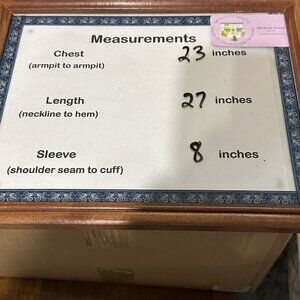 Measurements
Chest 23 inches
(armpit to armpit)
Length 27 inches
(neckline to hem)
Sleeve 8 inches
(shoulder seam to cuff)